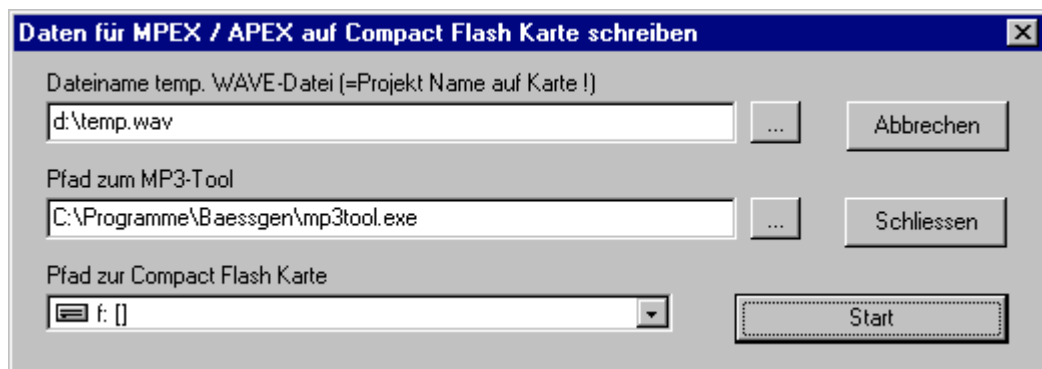 Daten für MPEX / APEX auf Compact Flash Karte schreiben
Dateiname temp. WAVE-Datei (=Projekt Name auf Karte !)
d:\temp.wav
...
Abbrechen
Pfad zum MP3-Tool
C:\Programme\Baessgen\mp3tool.exe
...
Schliessen
Pfad zur Compact Flash Karte
f: []
Start